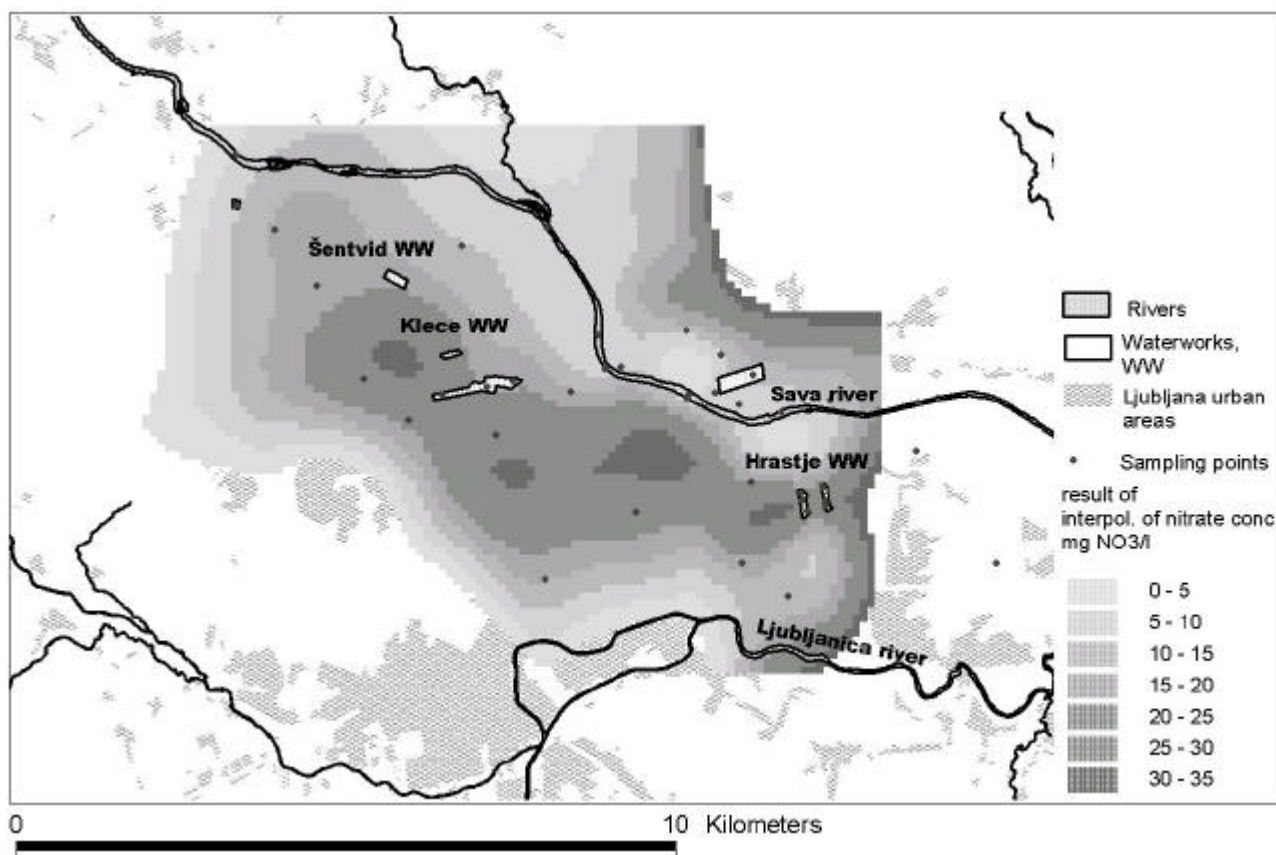 Šentvid WW
Klece WW
Sava river
Hrastje WW
Ljubljanica river
Rivers
Waterworks,
WW
Ljubljana urban
areas
Sampling points
result of
interpol. of nitrate conc
mg NO3/l
0 - 5
5 - 10
10 - 15
15 - 20
20 - 25
25 - 30
30 - 35
0
10 Kilometers